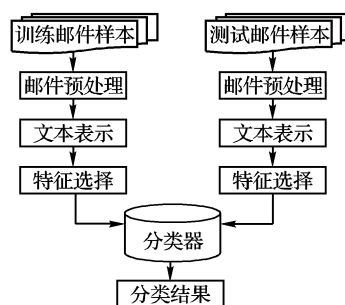 训练邮件样本
测试邮件样本
邮件预处理
邮件预处理
文本表示
文本表示
特征选择
特征选择
分类器
分类结果